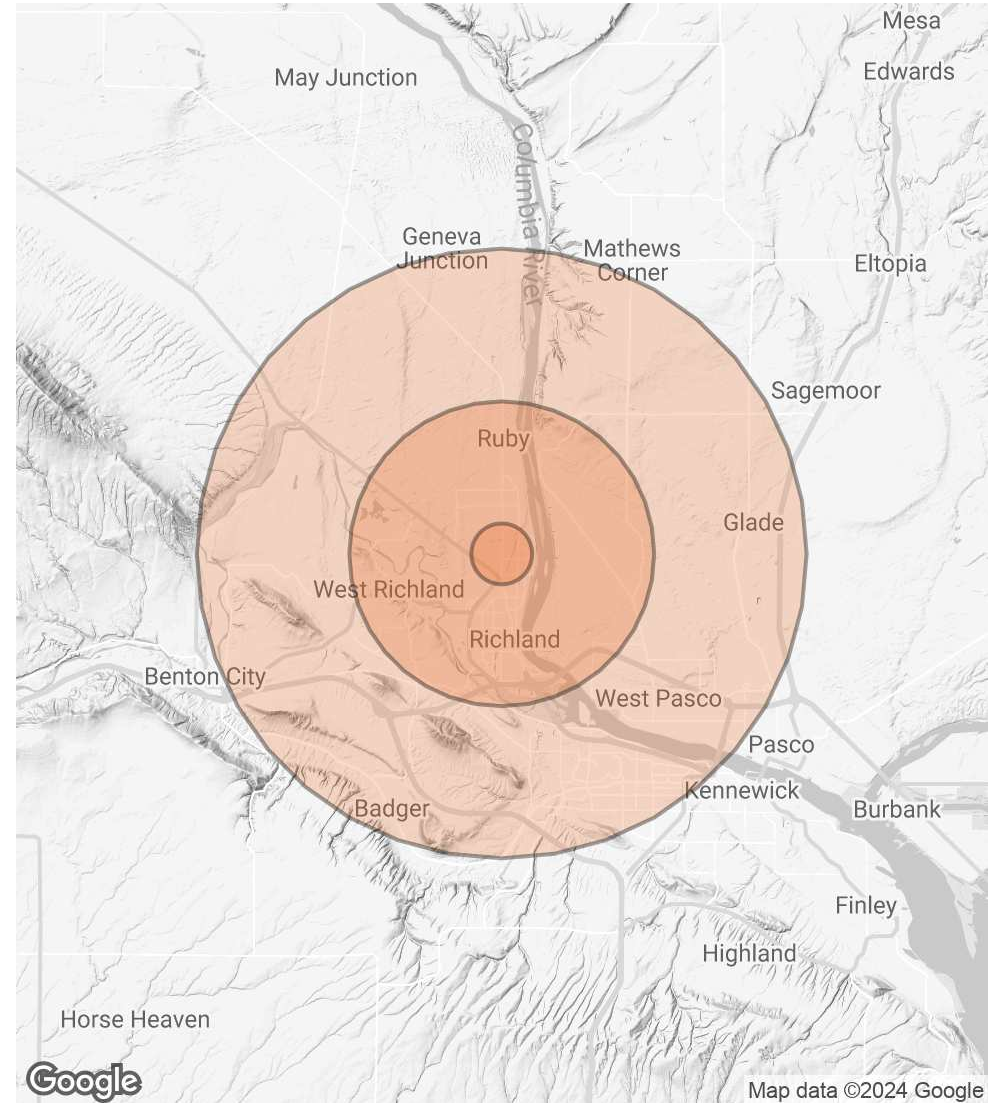 Mesa
Edwards
May Junction
Columbia River
Geneva
Junction
Mathews
Corner
Eltopia
Sagemoor
Ruby
Glade
West Richland
Richland
Benton City
West Pasco
Pasco
Kennewick
Badger
Burbank
Finley
Highland
Horse Heaven
Google
Map data ©2024 Google